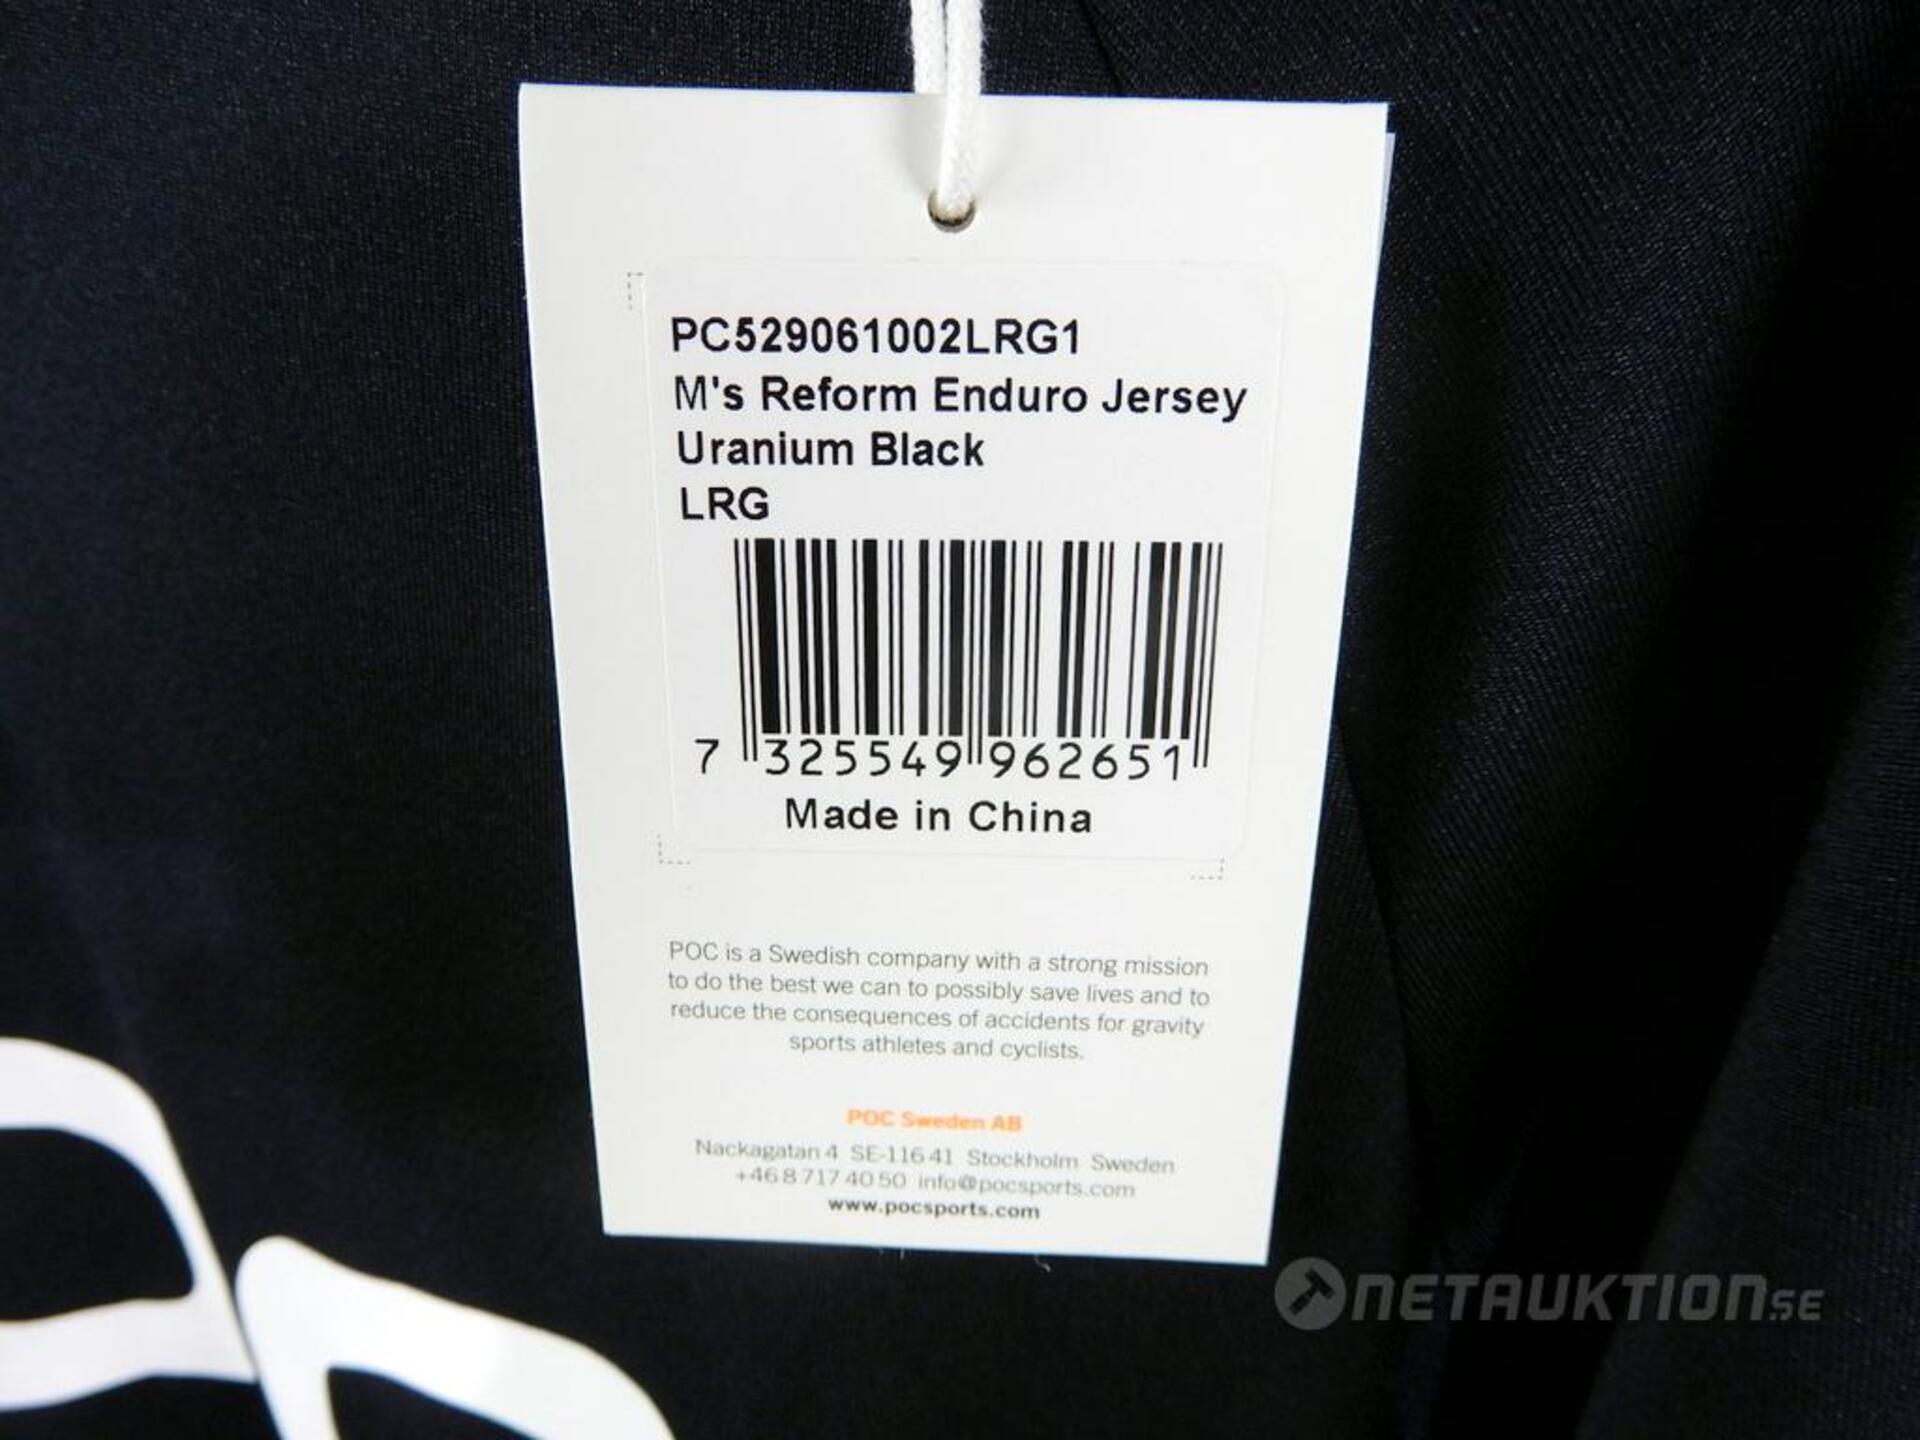 PC529061002LRG1
M's Reform Enduro Jersey
Uranium Black
LRG
7 325549 962651
Made in China
POC is a Swedish company with a strong mission
to do the best we can to possibly save lives and to
reduce the consequences of accidents for gravity
sports athletes and cyclists.
POC Sweden AB
Nackagatan 4 SE-116 41 Stockholm Sweden
+46 8 717 40 50 info@pocsports.com
www.pocsports.com
NETAUKTION.SE